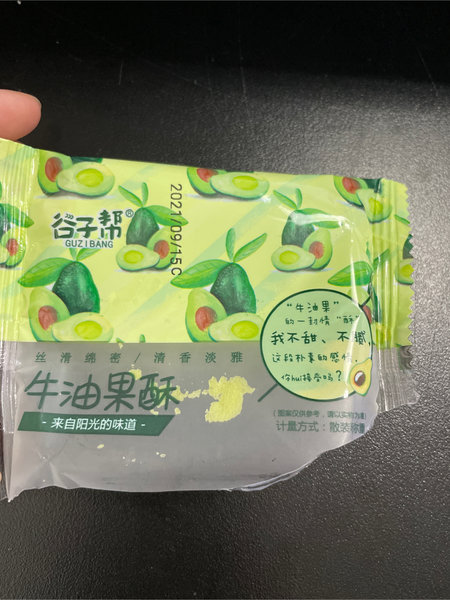 谷子帮®
GUZIBANG
2021/09/15C
"牛油果"
的一封情"酥"
我不甜、不腻,
这段朴素的感情,
你hui接受吗?
丝滑绵密/清香淡雅
牛油果酥
- 来自阳光的味道 -
(图案仅供参考,请以实物为准)
计量方式:散装称重